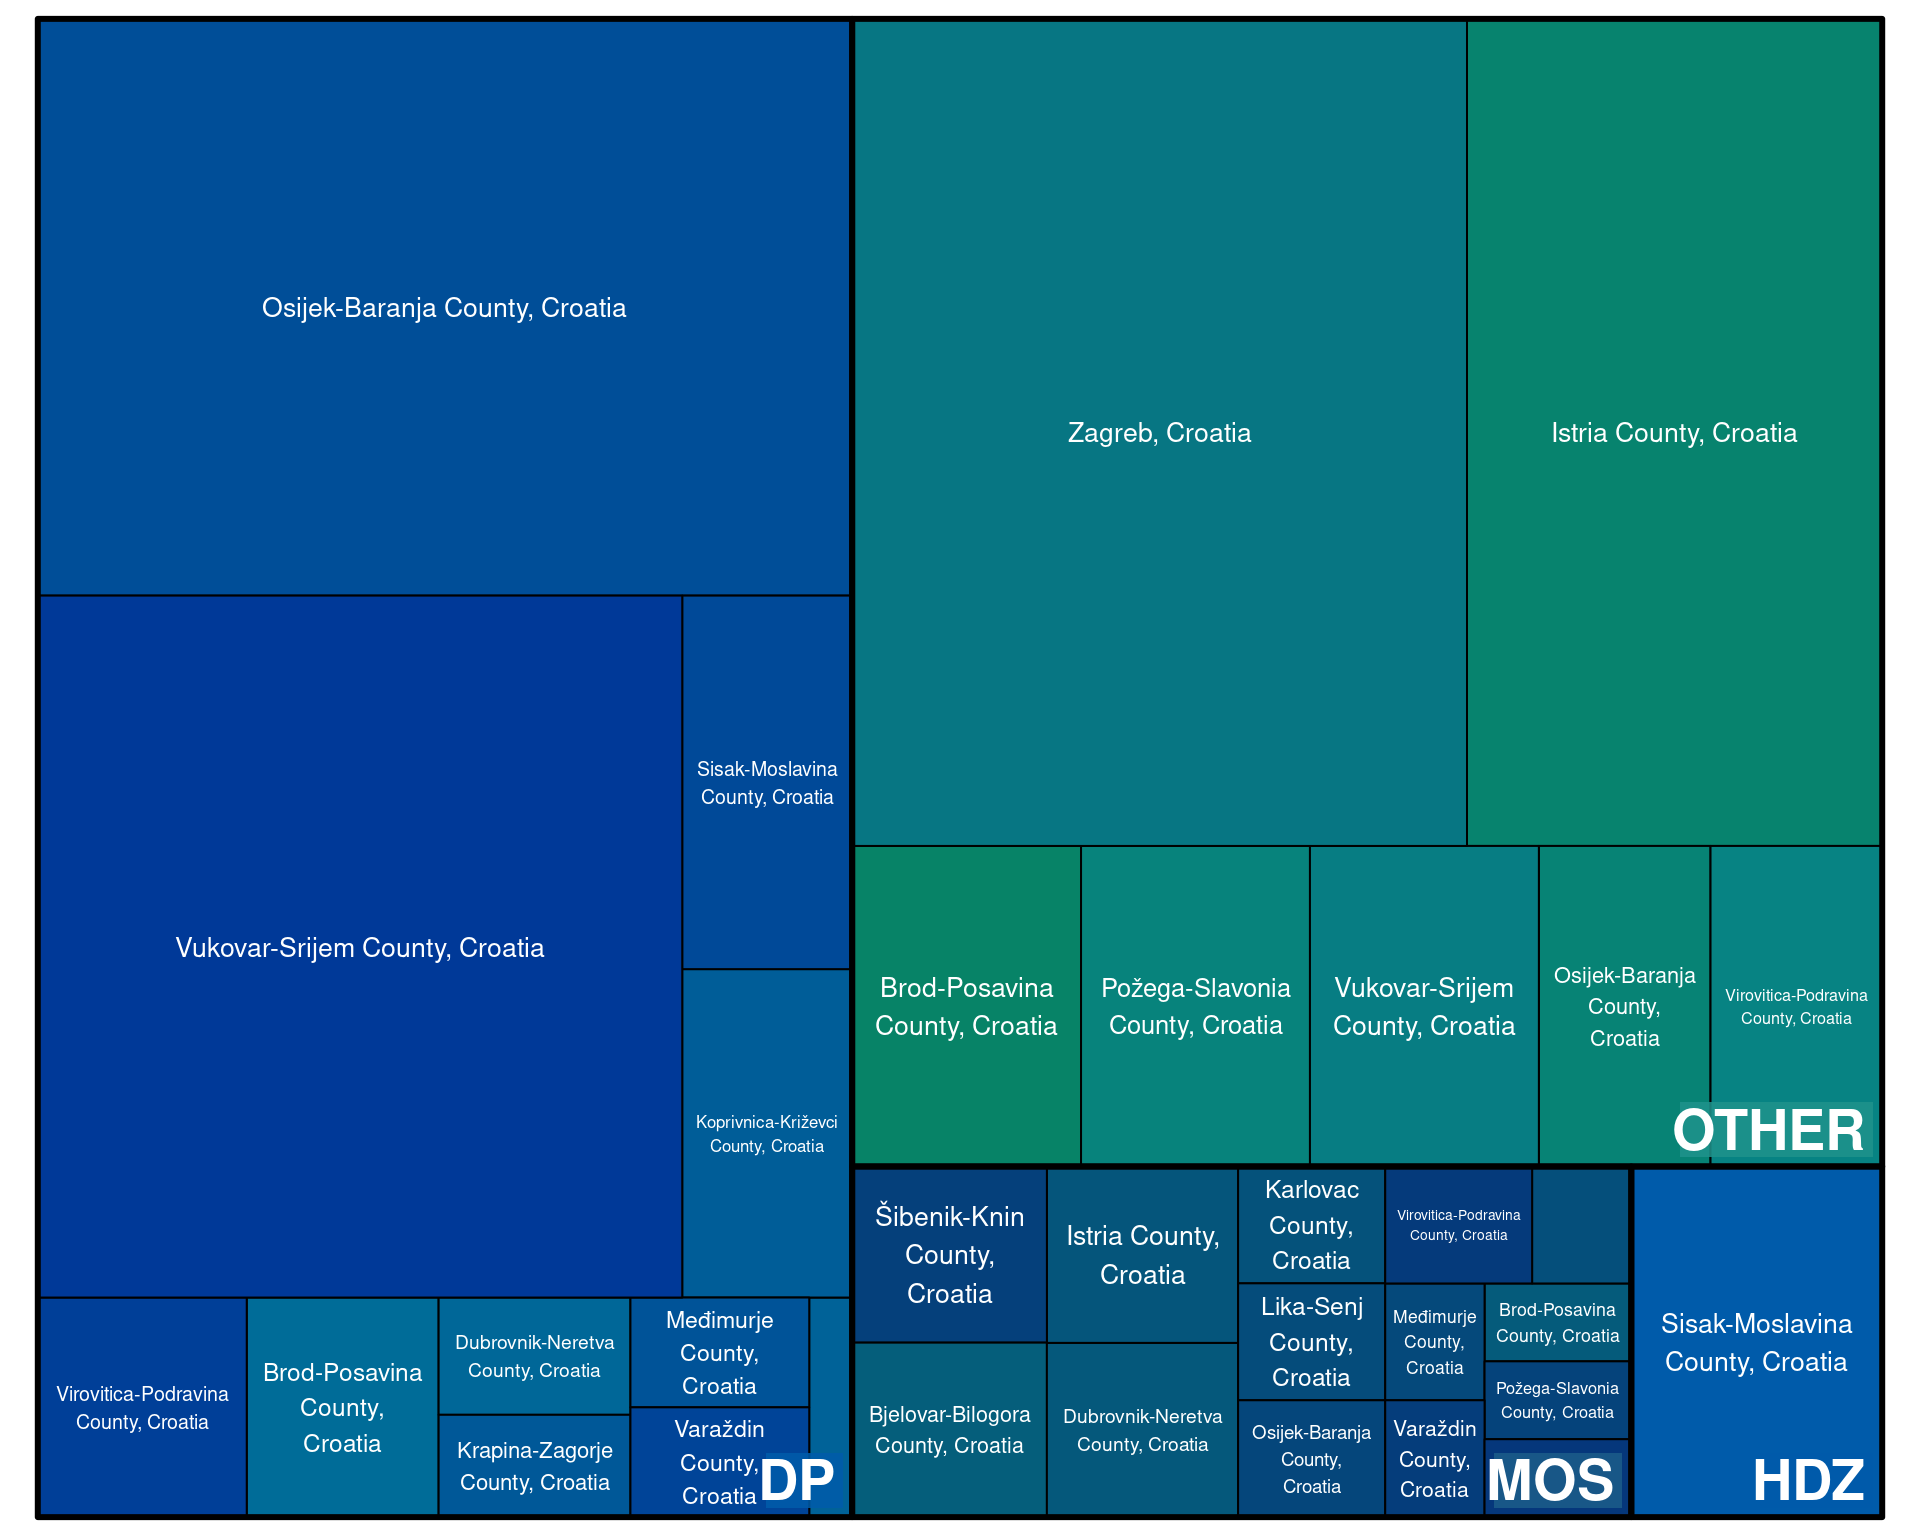 Osijek-Baranja County, Croatia
Vukovar-Srijem County, Croatia
Sisak-Moslavina
County, Croatia
Koprivnica-Križevci
County, Croatia
Virovitica-Podravina
County, Croatia
Brod-Posavina
County,
Croatia
Dubrovnik-Neretva
County, Croatia
Krapina-Zagorje
County, Croatia
Međimurje
County,
Croatia
Varaždin
County,
Croatia
DP
Zagreb, Croatia
Istria County, Croatia
Brod-Posavina
County, Croatia
Požega-Slavonia
County, Croatia
Vukovar-Srijem
County, Croatia
Osijek-Baranja
County,
Croatia
Virovitica-Podravina
County, Croatia
OTHER
Šibenik-Knin
County,
Croatia
Bjelovar-Bilogora
County, Croatia
Istria County,
Croatia
Dubrovnik-Neretva
County, Croatia
Karlovac
County,
Croatia
Lika-Senj
County,
Croatia
Osijek-Baranja
County,
Croatia
Virovitica-Podravina
County, Croatia
Međimurje
County,
Croatia
Varaždin
County,
Croatia
Brod-Posavina
County, Croatia
Požega-Slavonia
County, Croatia
MOS
Sisak-Moslavina
County, Croatia
HDZ